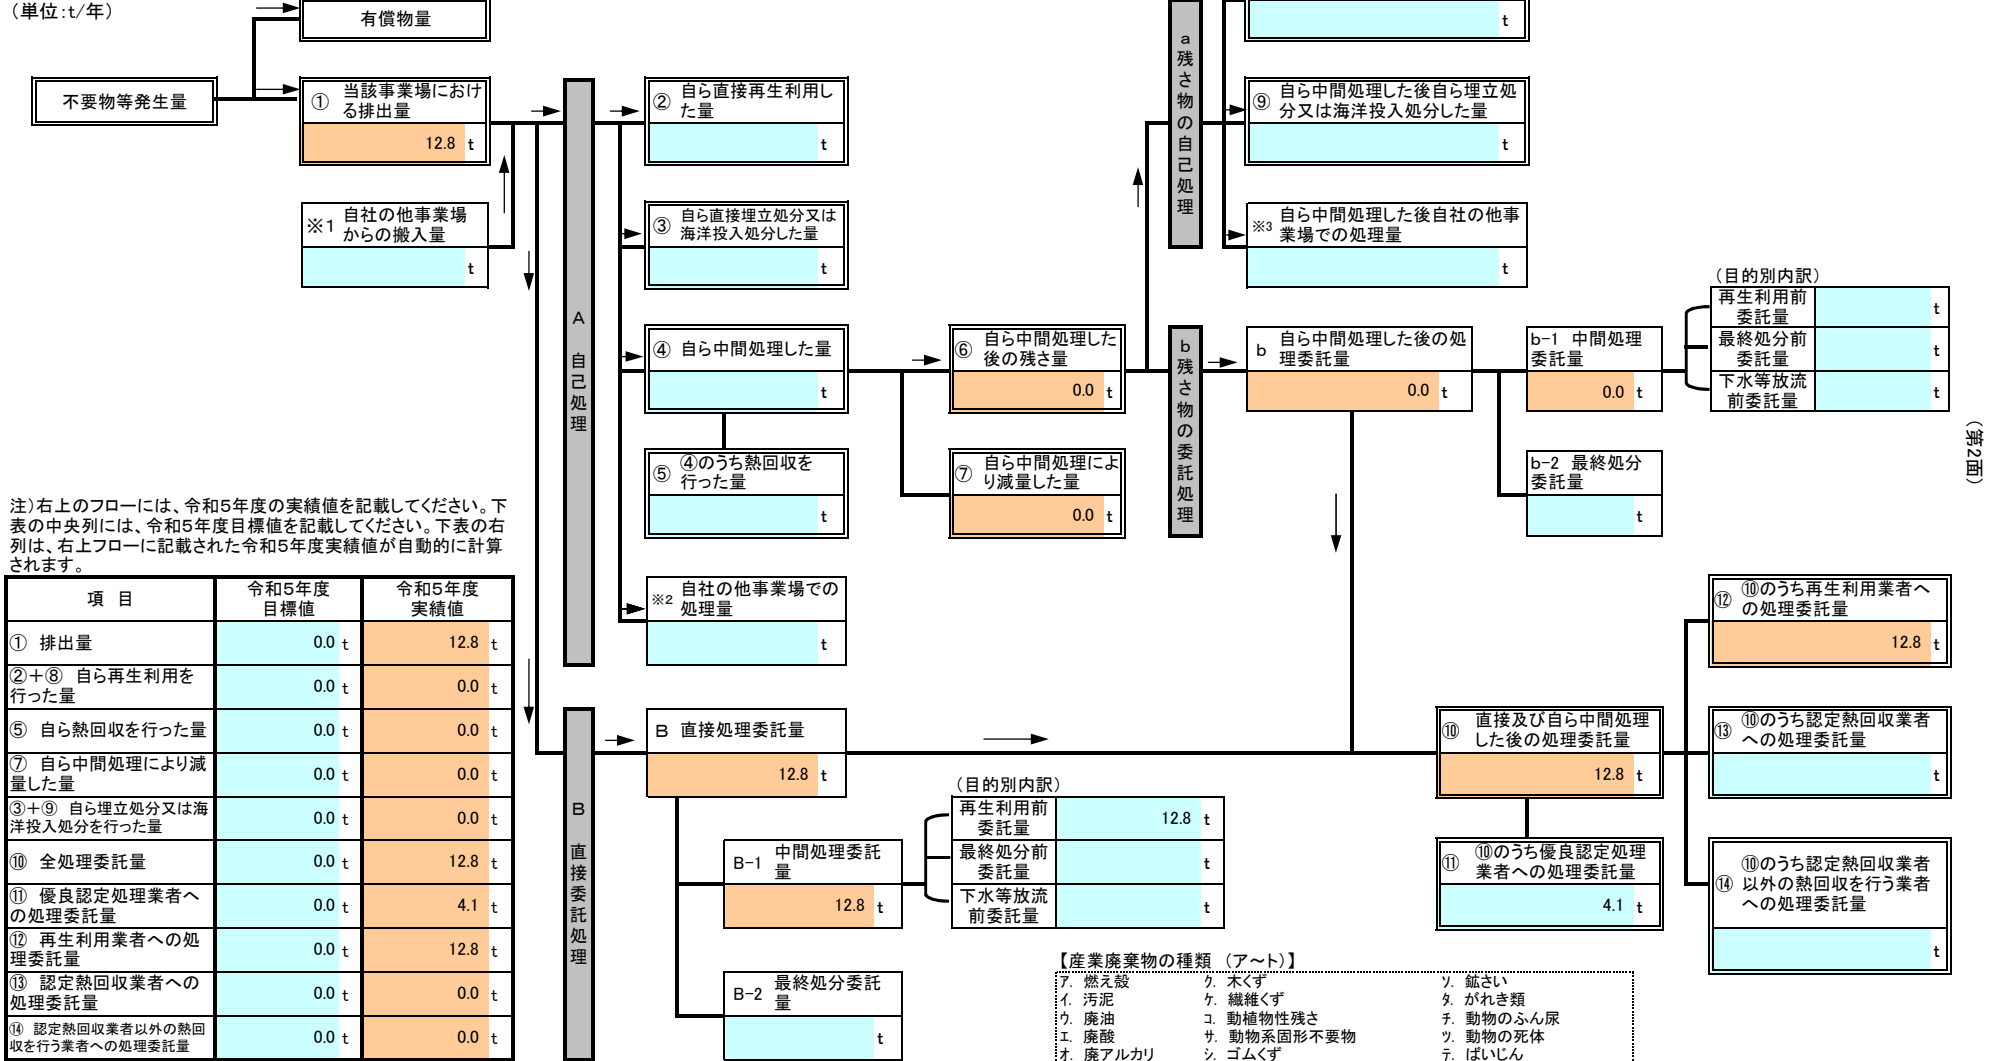 （単位:t/年）
有償物量
t
不要物等発生量
① 当該事業場におけ
る排出量
12.8 t
※1 自社の他事業場
からの搬入量
t
A 自己処理
② 自ら直接再生利用し
た量
t
③ 自ら直接埋立処分又は
海洋投入処分した量
t
④ 自ら中間処理した量
t
⑤ ④のうち熱回収を
行った量
t
※2 自社の他事業場での
処理量
t
⑥ 自ら中間処理した
後の残さ量
0.0 t
⑦ 自ら中間処理によ
り減量した量
0.0 t
a 残さ物の自己処理
⑨ 自ら中間処理した後自ら埋立処
分又は海洋投入処分した量
t
※3 自ら中間処理した後自社の他事
業場での処理量
t
b 残さ物の委託処理
b 自ら中間処理した後の処
理委託量
0.0 t
b-1 中間処理
委託量
0.0 t
b-2 最終処分
委託量
t
（目的別内訳）
再生利用前
委託量
t
最終処分前
委託量
t
下水等放流
前委託量
t
（第2面）
注）右上のフローには、令和5年度の実績値を記載してください。下
表の中央列には、令和5年度目標値を記載してください。下表の右
列は、右上フローに記載された令和5年度実績値が自動的に計算
されます。
項 目
令和5年度
目標値
令和5年度
実績値
① 排出量
0.0 t 12.8 t
②＋⑧ 自ら再生利用を
行った量
0.0 t 0.0 t
⑤ 自ら熱回収を行った量
0.0 t 0.0 t
⑦ 自ら中間処理により減
量した量
0.0 t 0.0 t
③＋⑨ 自ら埋立処分又は海
洋投入処分を行った量
0.0 t 0.0 t
⑩ 全処理委託量
0.0 t 12.8 t
⑪ 優良認定処理業者へ
の処理委託量
0.0 t 4.1 t
⑫ 再生利用業者への処
理委託量
0.0 t 12.8 t
⑬ 認定熱回収業者への
処理委託量
0.0 t 0.0 t
⑭ 認定熱回収業者以外の熱回
収を行う業者への処理委託量
0.0 t 0.0 t
B 直接委託処理
B 直接処理委託量
12.8 t
B-1 中間処理委託
量
12.8 t
B-2 最終処分委託
量
t
（目的別内訳）
再生利用前
委託量
12.8 t
最終処分前
委託量
t
下水等放流
前委託量
t
⑩ 直接及び自ら中間処理
した後の処理委託量
12.8 t
⑪ ⑩のうち優良認定処理
業者への処理委託量
4.1 t
⑫ ⑩のうち再生利用業者へ
の処理委託量
12.8 t
⑬ ⑩のうち認定熱回収業者
への処理委託量
t
⑭ ⑩のうち認定熱回収業者
以外の熱回収を行う業者
への処理委託量
t
【産業廃棄物の種類 （ア～ト）】
ア. 燃え殻 ク. 木くず ソ. 鉱さい
イ. 汚泥 ケ. 繊維くず タ. がれき類
ウ. 廃油 コ. 動植物性残さ チ. 動物のふん尿
エ. 廃酸 サ. 動物系固形不要物 ツ. 動物の死体
オ. 廃アルカリ シ. ゴムくず テ. ばいじん